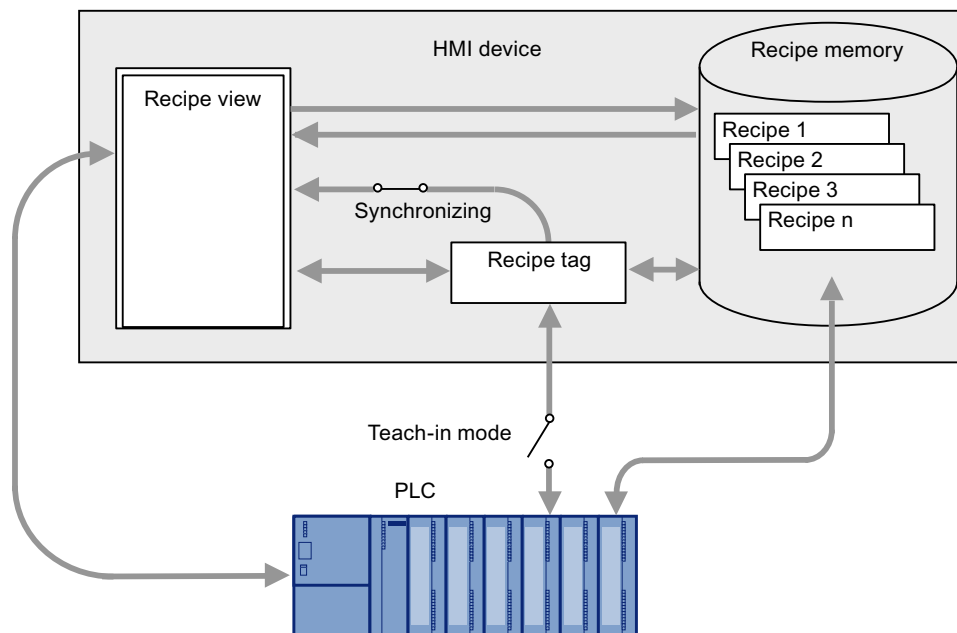 HMI device
Recipe memory
Recipe view
Recipe 1
Recipe 2
Recipe 3
Recipe n
Synchronizing
Recipe tag
Teach-in mode
PLC